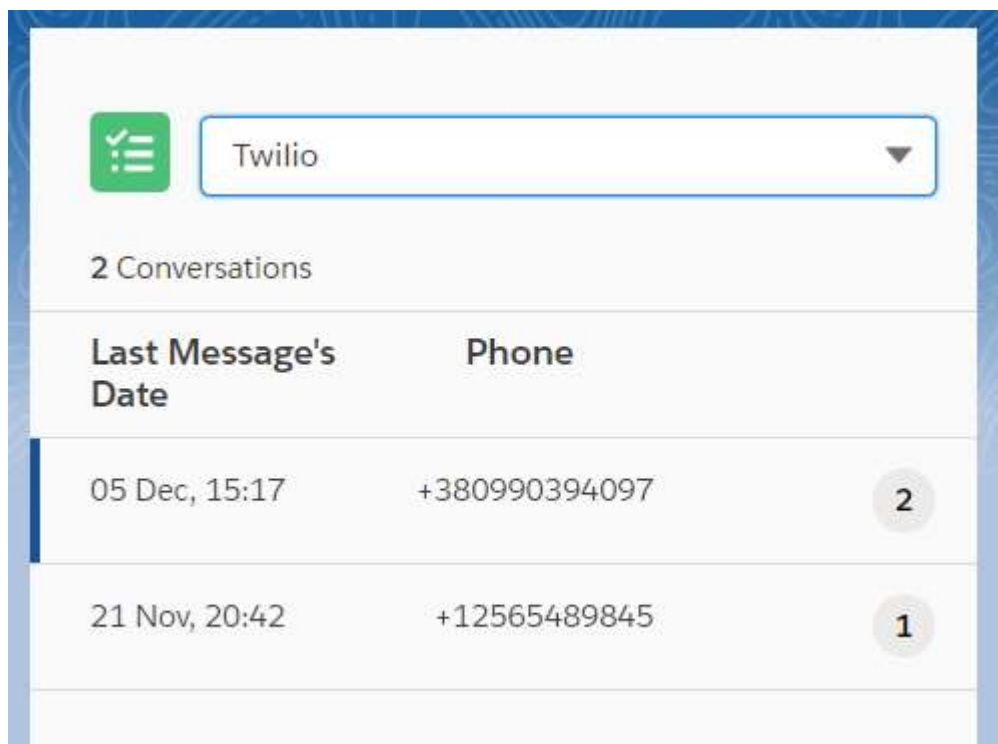 Twilio
2 Conversations
Last Message's Phone
Date
05 Dec, 15:17 +380990394097 2
21 Nov, 20:42 +12565489845 1